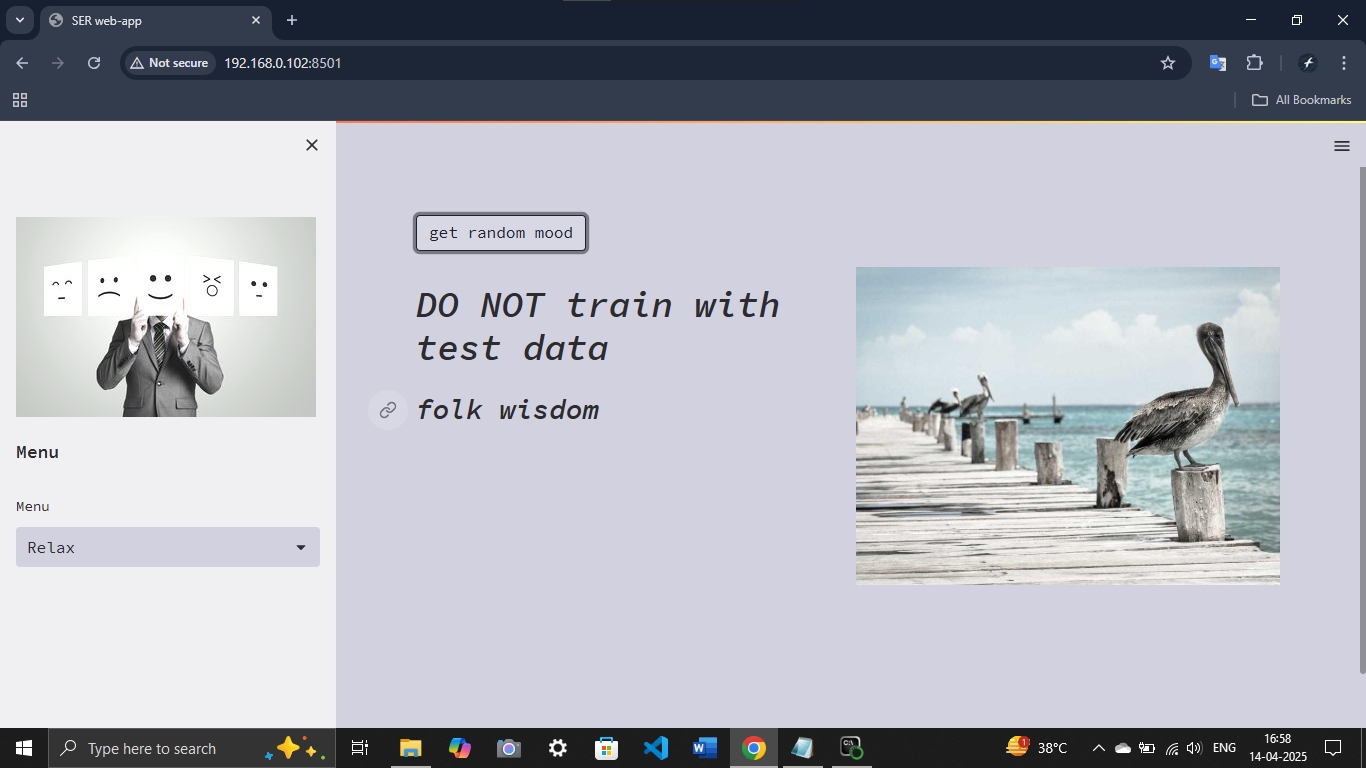 SER web-app
Not secure
192.168.0.102:8501
All Bookmarks
get random mood
DO NOT train with
test data
folk wisdom
Menu
Menu
Relax
Type here to search
1
38°C
ENG
16:58
14-04-2025